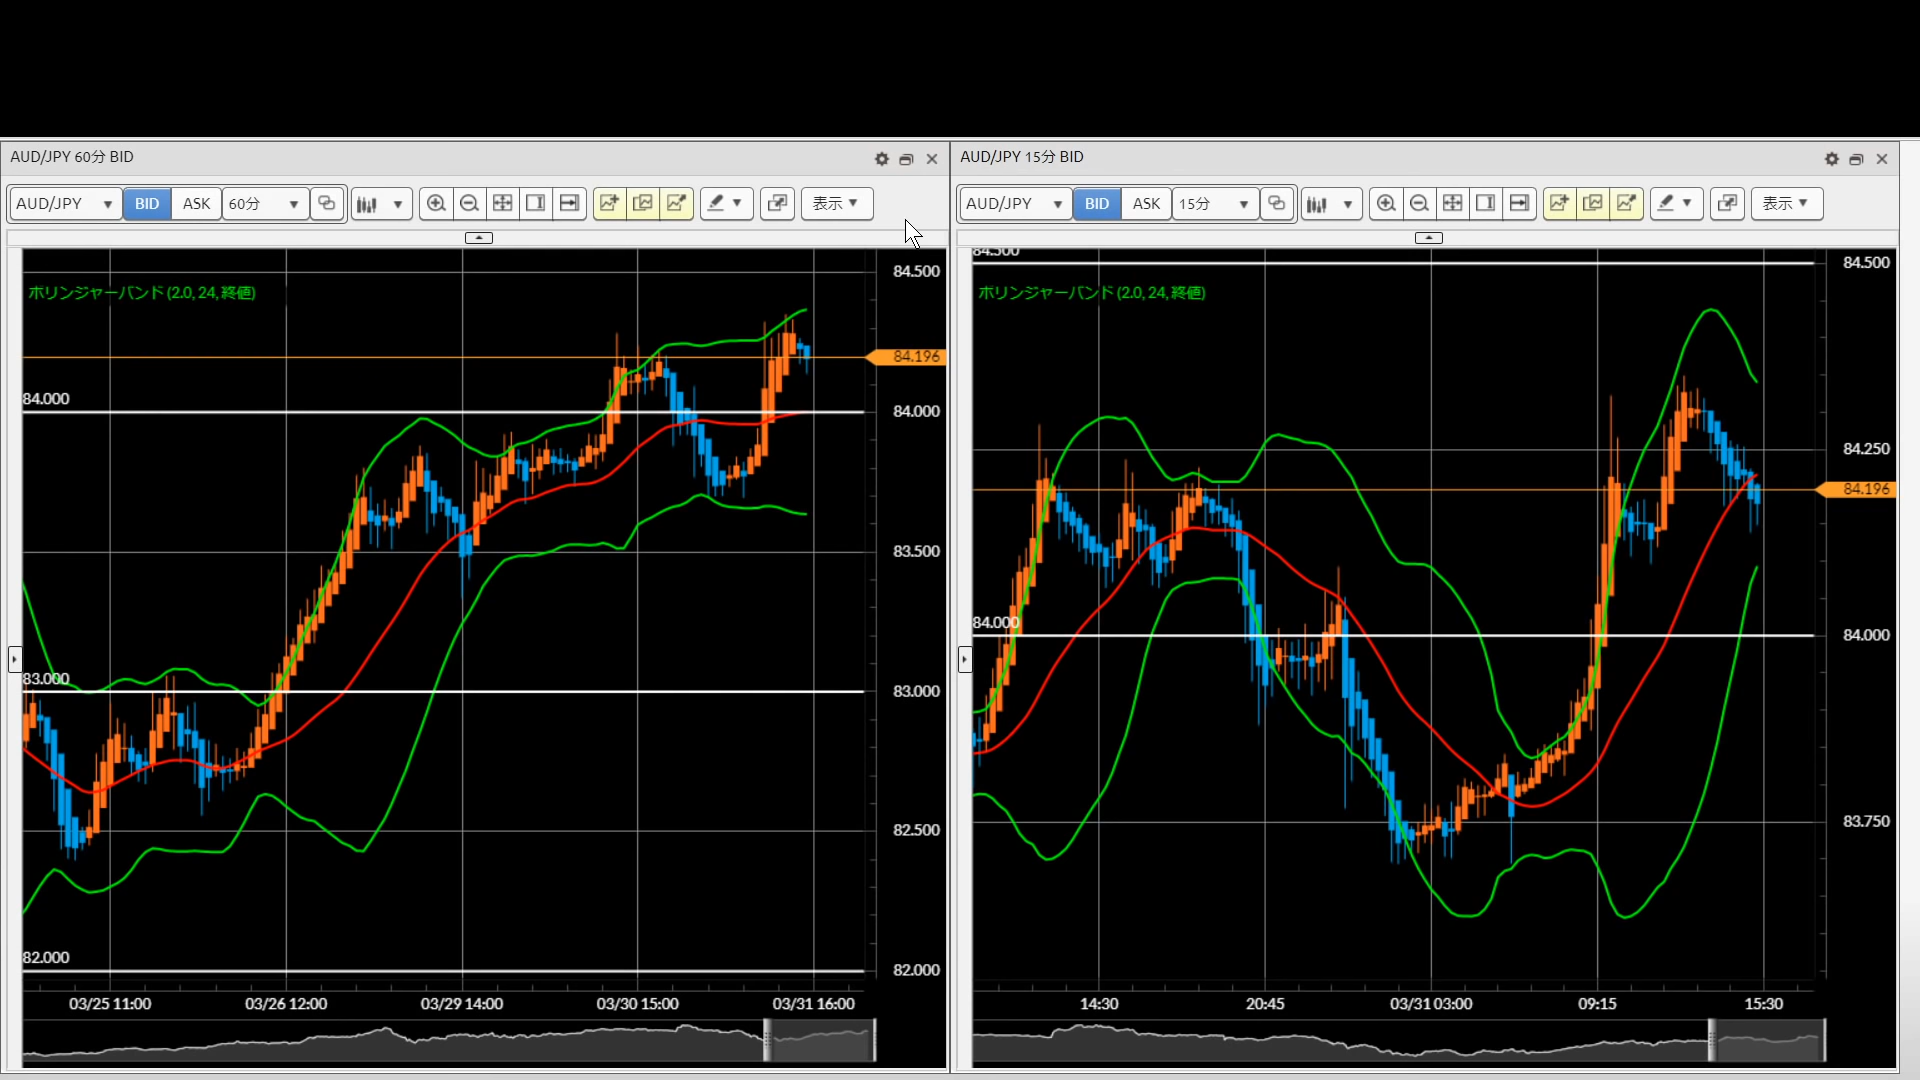 AUD/JPY 60分 BID
AUD/JPY BID ASK 60分 表示
ボリンジャーバンド (2.0, 24, 終値)
84.500
84.196
84.000 84.000
83.500
83.000 83.000
82.500
82.000 82.000
03/25 11:00 03/26 12:00 03/29 14:00 03/30 15:00 03/31 16:00
AUD/JPY 15分 BID
AUD/JPY BID ASK 15分 表示
84.500 84.500
ボリンジャーバンド (2.0, 24, 終値)
84.250
84.196
84.000 84.000
83.750
14:30 20:45 03/31 03:00 09:15 15:30